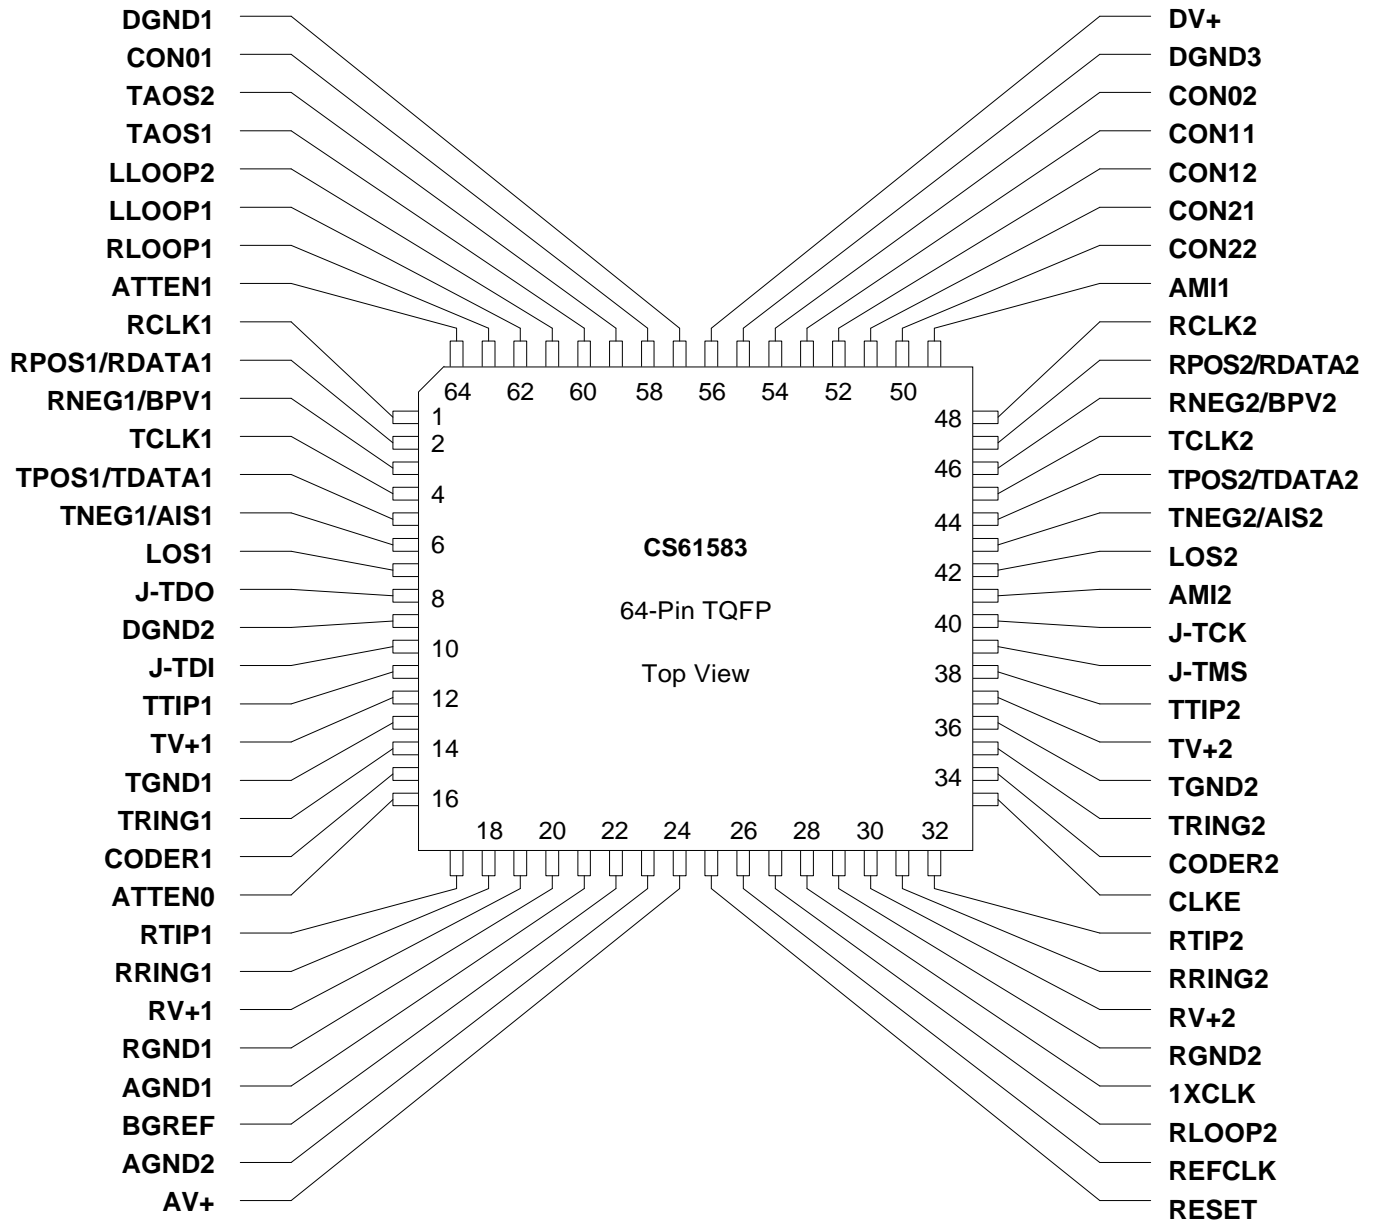 DGND1
CON01
TAOS2
TAOS1
LLOOP2
LLOOP1
RLOOP1
ATTEN1
RCLK1
RPOS1/RDATA1
RNEG1/BPV1
TCLK1
TPOS1/TDATA1
TNEG1/AIS1
LOS1
J-TDO
DGND2
J-TDI
TTIP1
TV+1
TGND1
TRING1
CODER1
ATTEN0
RTIP1
RRING1
RV+1
RGND1
AGND1
BGREF
AGND2
AV+
64 62 60 58 56 54 52 50
1
2
4
6
8
10
12
14
16
CS61583
64-Pin TQFP
Top View
48
46
44
42
40
38
36
34
18 20 22 24 26 28 30 32
DV+
DGND3
CON02
CON11
CON12
CON21
CON22
AMI1
RCLK2
RPOS2/RDATA2
RNEG2/BPV2
TCLK2
TPOS2/TDATA2
TNEG2/AIS2
LOS2
AMI2
J-TCK
J-TMS
TTIP2
TV+2
TGND2
TRING2
CODER2
CLKE
RTIP2
RRING2
RV+2
RGND2
1XCLK
RLOOP2
REFCLK
RESET